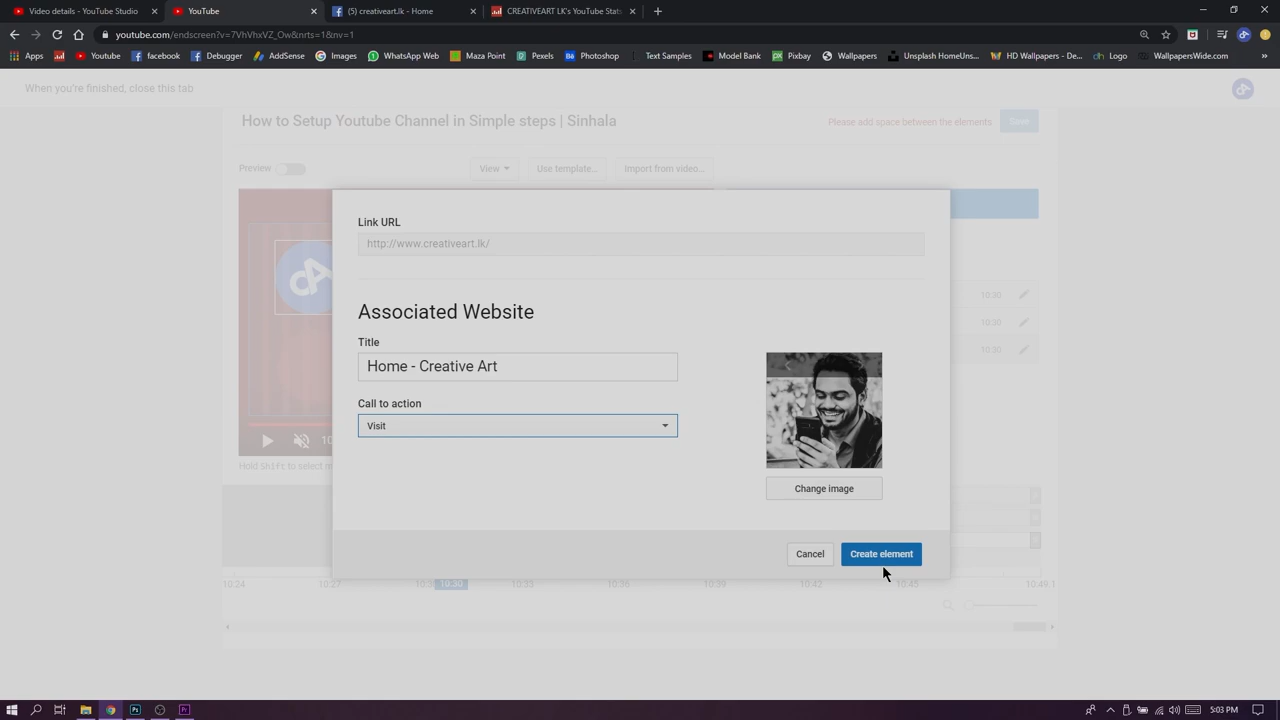 Video details - YouTube Studio
YouTube
(5) creativeart.lk - Home
CREATIVEART LK's YouTube Stats
youtube.com/endscreen?v=7VhVhxVZ_Ow&nrts=1&nv=1
Apps
Youtube
facebook
Debugger
AddSense
Images
WhatsApp Web
Maza Point
Pexels
Photoshop
Text Samples
Model Bank
Pixbay
Wallpapers
Unsplash HomeUns...
HD Wallpapers - De...
Logo
WallpapersWide.com
When you're finished, close this tab
How to Setup Youtube Channel in Simple steps | Sinhala
Please add space between the elements
Save
Preview
View
Use template...
Import from video...
Link URL
http://www.creativeart.lk/
Associated Website
Title
Home - Creative Art
Call to action
Visit
Change image
Cancel
Create element
10:30
10:30
10:30
Hold Shift to select m
10:24
10:27
10:30
10:33
10:36
10:39
10:42
10:45
10:49.1
5:03 PM